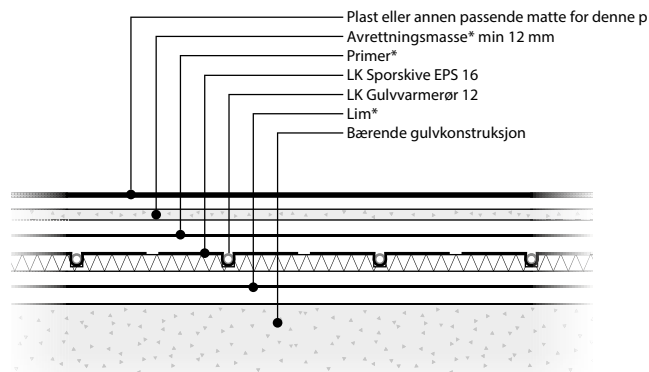 Plast eller annen passende matte for denne p
Avrettningsmasse* min 12 mm
Primer*
LK Sporskive EPS 16
LK Gulvvarmerør 12
Lim*
Bærende gulvkonstruksjon